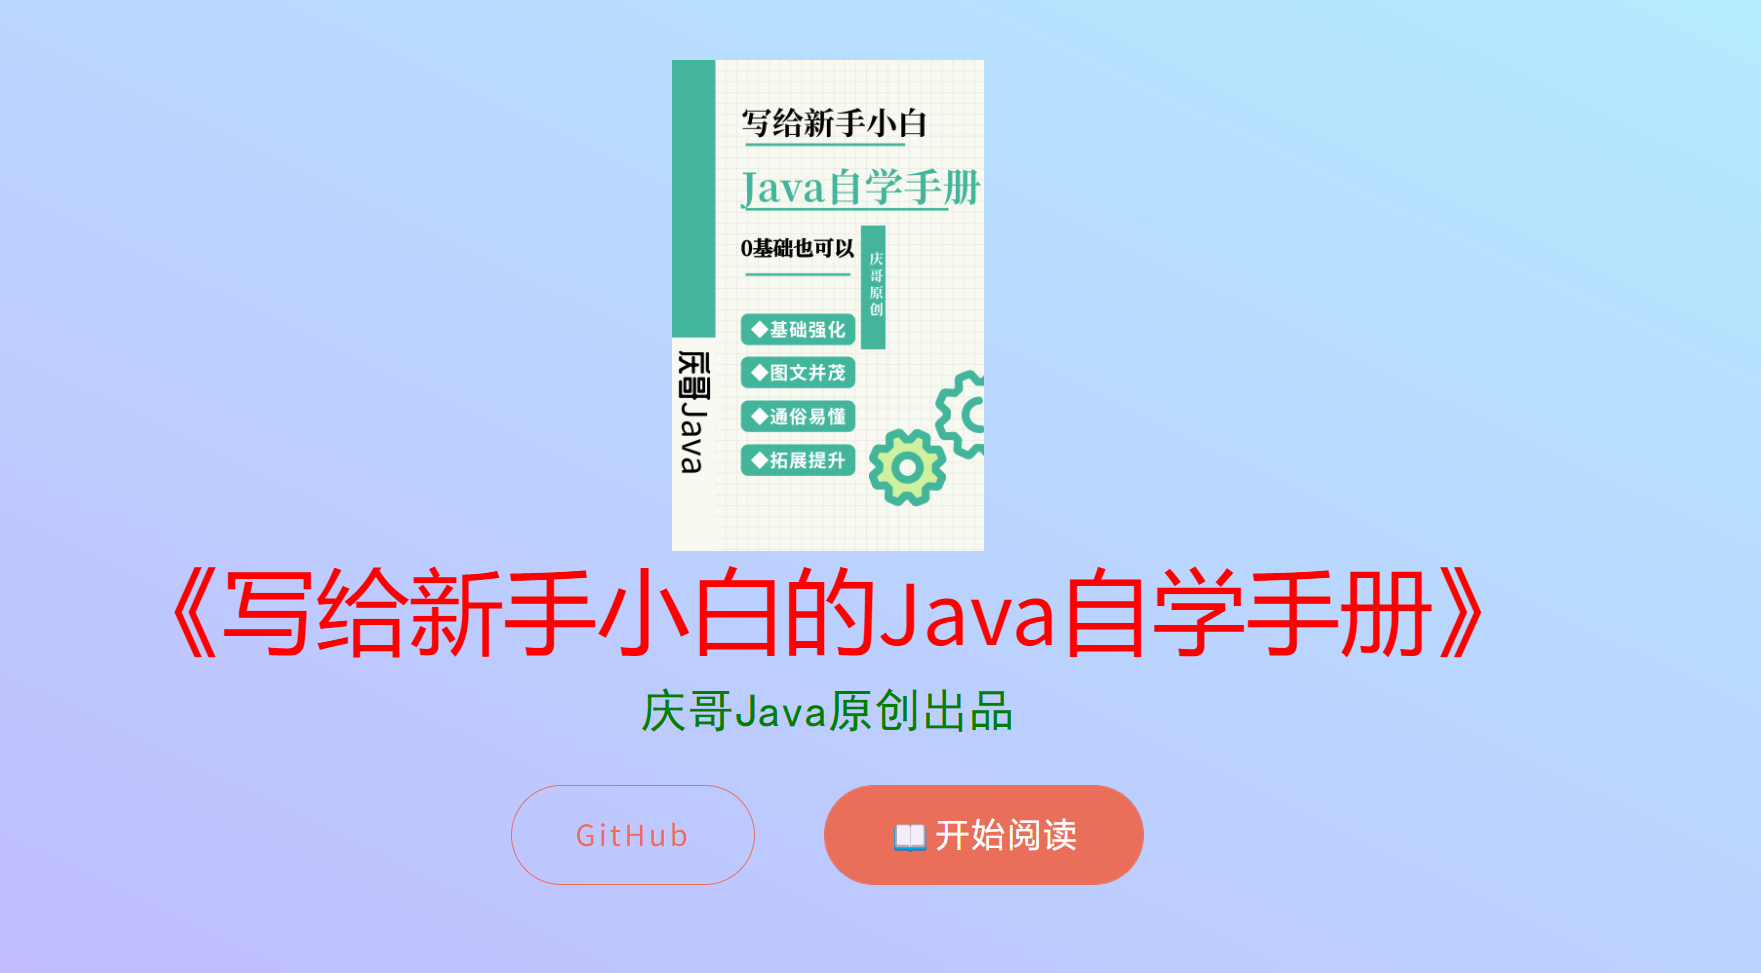 写给新手小白
Java自学手册
0基础也可以
庆哥原创
◆基础强化
◆图文并茂
◆通俗易懂
◆拓展提升
庆哥Java
《写给新手小白的Java自学手册》
庆哥Java原创出品
GitHub
📖 开始阅读